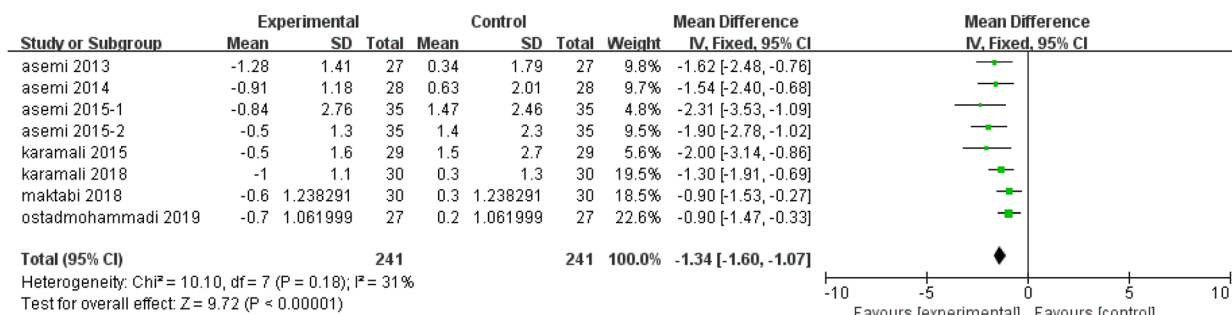 Experimental Control Mean Difference Mean Difference
Study or Subgroup Mean SD Total Mean SD Total Weight IV, Fixed, 95% CI IV, Fixed, 95% CI
asemi 2013 -1.28 1.41 27 0.34 1.79 27 9.8% -1.62 [-2.48, -0.76]
asemi 2014 -0.91 1.18 28 0.63 2.01 28 9.7% -1.54 [-2.40, -0.68]
asemi 2015-1 -0.84 2.76 35 1.47 2.46 35 4.8% -2.31 [-3.53, -1.09]
asemi 2015-2 -0.5 1.3 35 1.4 2.3 35 9.5% -1.90 [-2.78, -1.02]
karamali 2015 -0.5 1.6 29 1.5 2.7 29 5.6% -2.00 [-3.14, -0.86]
karamali 2018 -1 1.1 30 0.3 1.3 30 19.5% -1.30 [-1.91, -0.69]
maktabi 2018 -0.6 1.238291 30 0.3 1.238291 30 18.5% -0.90 [-1.53, -0.27]
ostadmohammadi 2019 -0.7 1.061999 27 0.2 1.061999 27 22.6% -0.90 [-1.47, -0.33]
Total (95% CI) 241 241 100.0% -1.34 [-1.60, -1.07]
Heterogeneity: Chi² = 10.10, df = 7 (P = 0.18); I² = 31%
Test for overall effect: Z = 9.72 (P < 0.00001)
-10 -5 0 5 10
Favours [experimental] Favours [control]